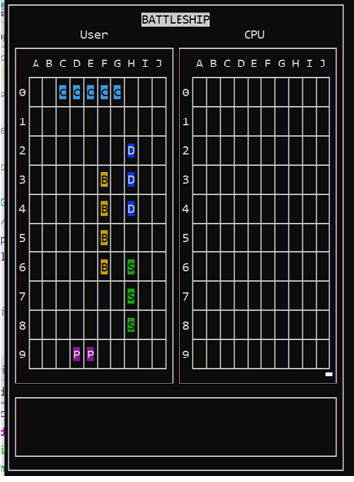 BATTLESHIP
User CPU
A B C D E F G H I J A B C D E F G H I J
0 C C C C C 0
1 1
2 D 2
3 B D 3
4 B D 4
5 B 5
6 B S 6
7 S 7
8 S 8
9 P P 9